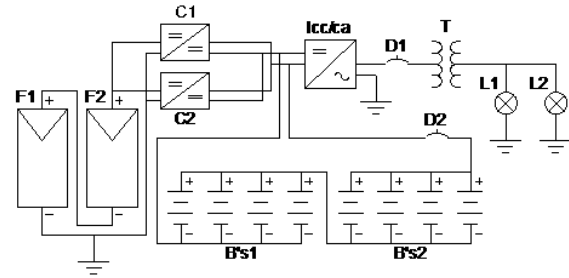 C1
Icc/ca
D1
T
F1
F2
C2
L1
L2
D2
+
+
-
-
+
+
+
+
+
+
+
+
-
-
-
-
-
-
-
-
B's1
B's2